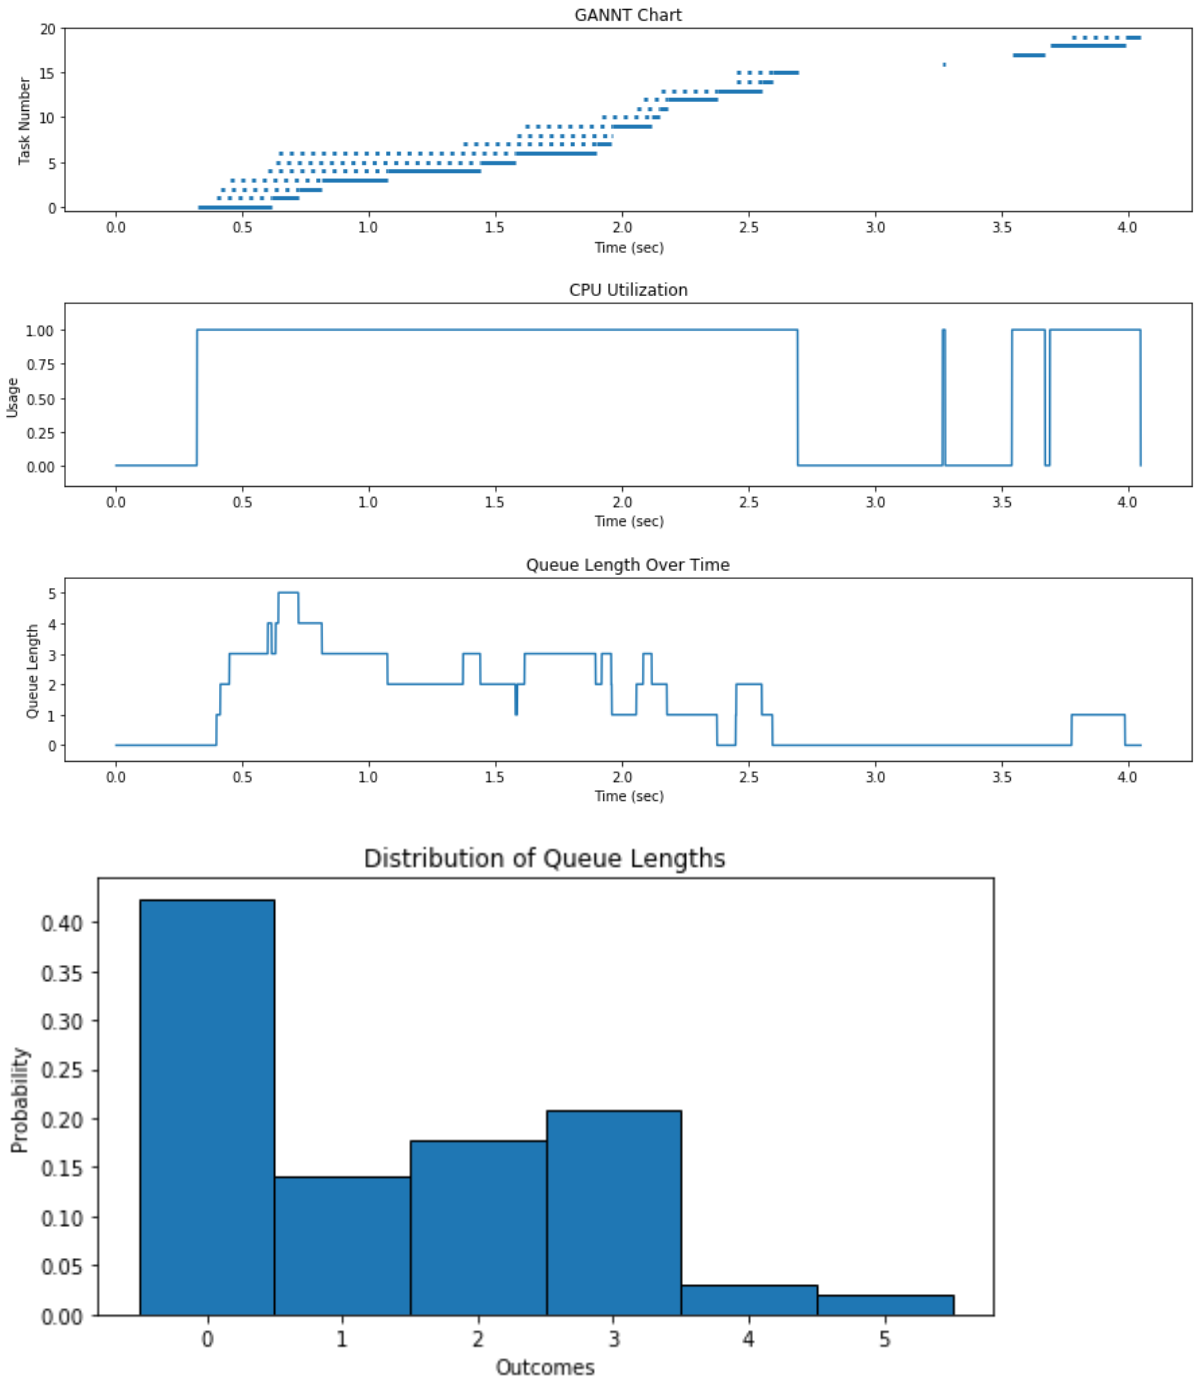 GANNT Chart
20
15
10
5
0
Task Number
0.0 0.5 1.0 1.5 2.0 2.5 3.0 3.5 4.0
Time (sec)
CPU Utilization
1.00
0.75
0.50
0.25
0.00
Usage
0.0 0.5 1.0 1.5 2.0 2.5 3.0 3.5 4.0
Time (sec)
Queue Length Over Time
5
4
3
2
1
0
Queue Length
0.0 0.5 1.0 1.5 2.0 2.5 3.0 3.5 4.0
Time (sec)
Distribution of Queue Lengths
0.40
0.35
0.30
0.25
0.20
0.15
0.10
0.05
0.00
Probability
0 1 2 3 4 5
Outcomes